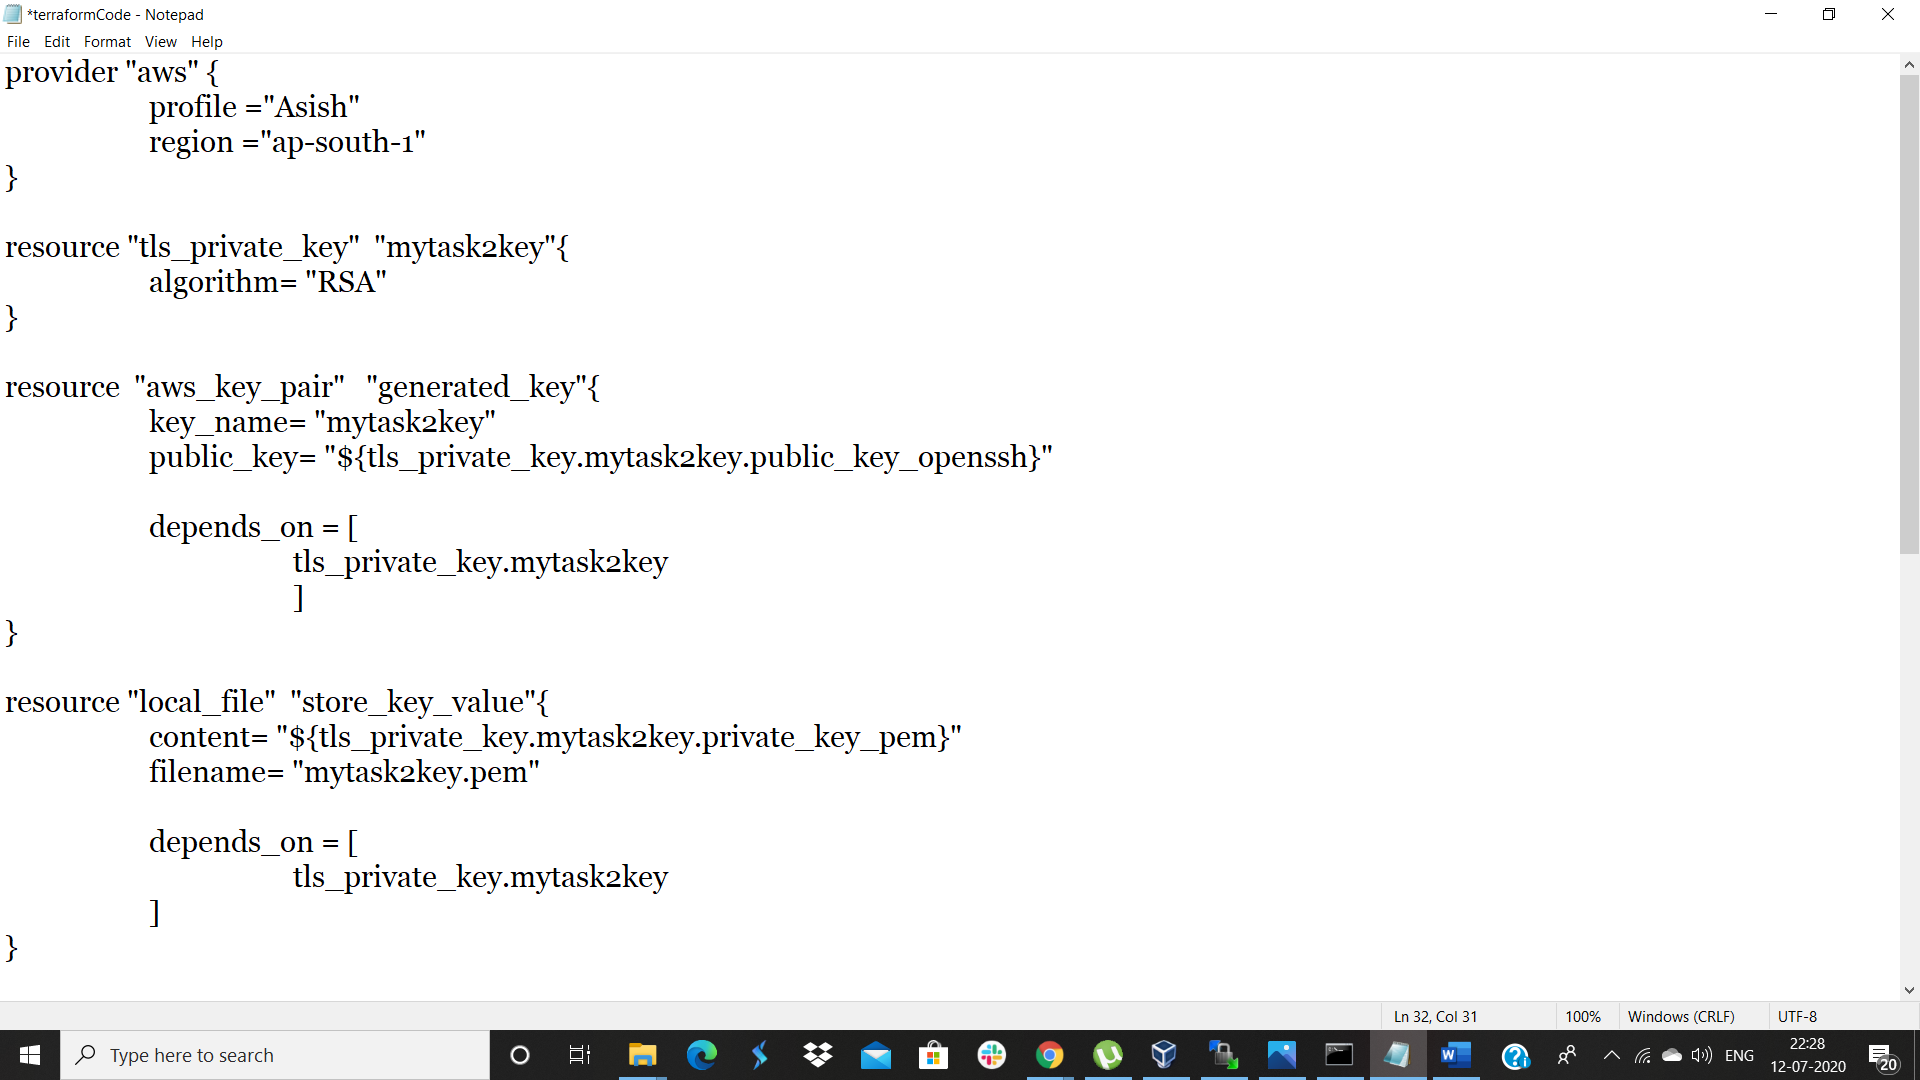 *terraformCode - Notepad
File Edit Format View Help
provider "aws" {
profile ="Asish"
region ="ap-south-1"
}
resource "tls_private_key"  "mytask2key"{
algorithm= "RSA"
}
resource  "aws_key_pair"   "generated_key"{
key_name= "mytask2key"
public_key= "${tls_private_key.mytask2key.public_key_openssh}"
depends_on = [
tls_private_key.mytask2key
]
}
resource "local_file"  "store_key_value"{
content= "${tls_private_key.mytask2key.private_key_pem}"
filename= "mytask2key.pem"
depends_on = [
tls_private_key.mytask2key
]
}
Ln 32, Col 31 100% Windows (CRLF) UTF-8
Type here to search W ENG 22:28
12-07-2020 20